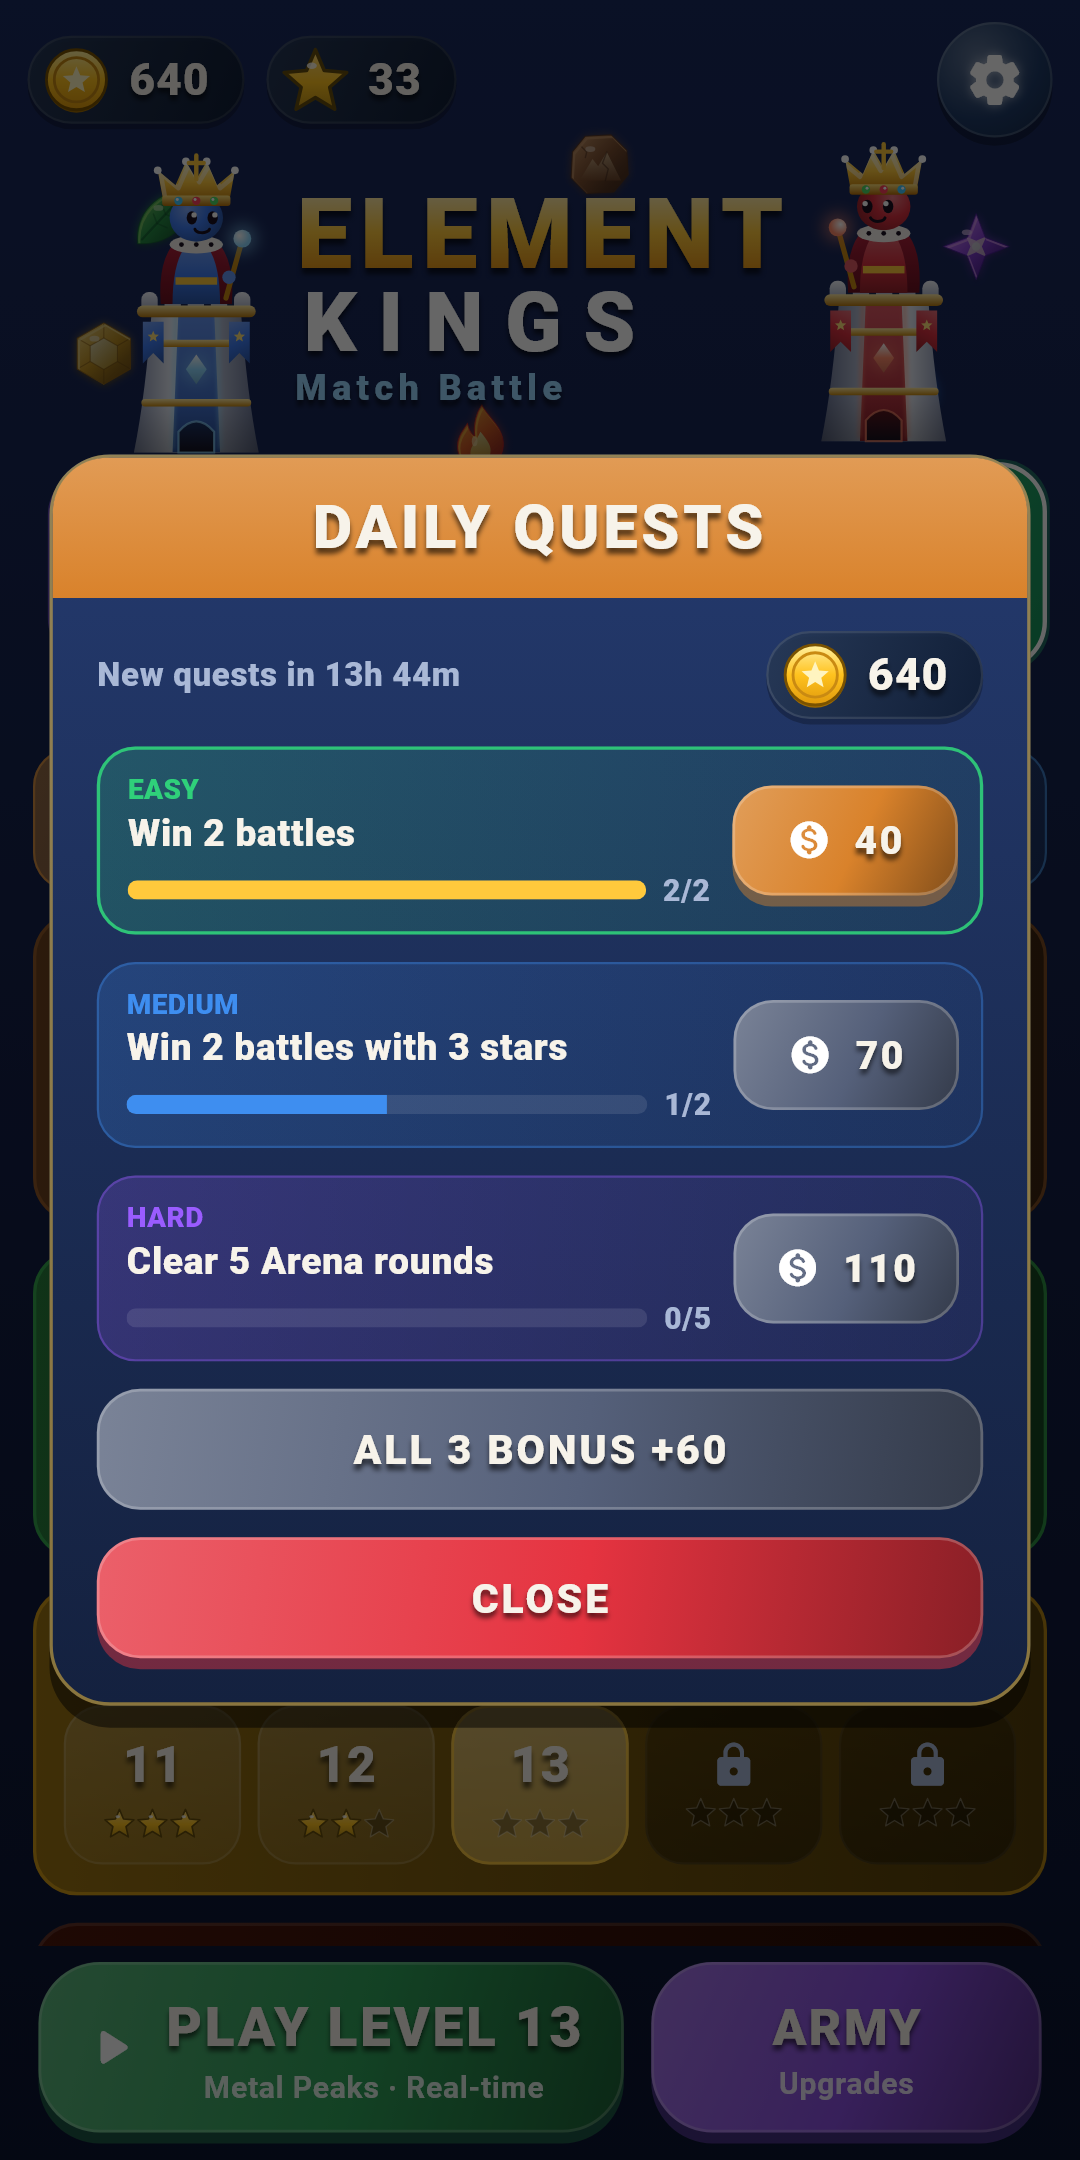 640
33
ELEMENT
KINGS
Match Battle
DAILY QUESTS
New quests in 13h 44m
640
EASY
Win 2 battles
2/2
40
MEDIUM
Win 2 battles with 3 stars
1/2
70
HARD
Clear 5 Arena rounds
0/5
110
ALL 3 BONUS +60
CLOSE
11
12
13
PLAY LEVEL 13
Metal Peaks · Real-time
ARMY
Upgrades